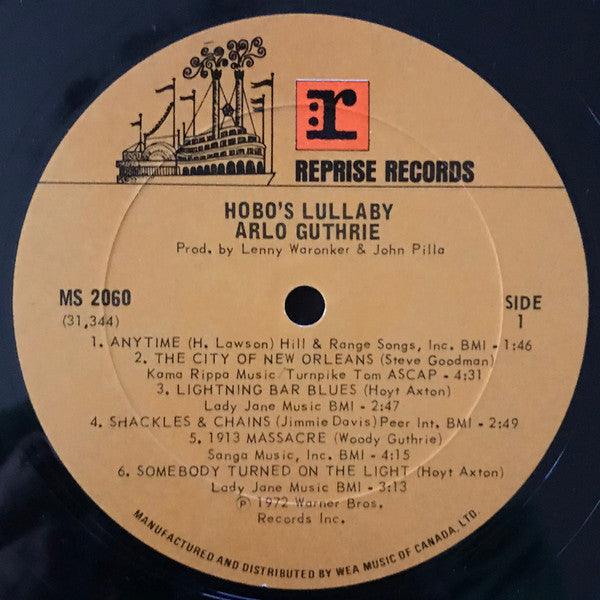 :r
REPRISE RECORDS
HOBO'S LULLABY
ARLO GUTHRIE
Prod. by Lenny Waronker & John Pilla
MS 2060
(31,344)
SIDE
1
1. ANYTIME (H. Lawson) Hill & Range Songs, Inc. BMI - 1:46
2. THE CITY OF NEW ORLEANS (Steve Goodman)
Kama Rippa Music/Turnpike Tom ASCAP - 4:31
3. LIGHTNING BAR BLUES (Hoyt Axton)
Lady Jane Music BMI - 2:47
4. SHACKLES & CHAINS (Jimmie Davis) Peer Int. BMI - 2:49
5. 1913 MASSACRE (Woody Guthrie)
Sanga Music, Inc. BMI - 4:15
6. SOMEBODY TURNED ON THE LIGHT (Hoyt Axton)
Lady Jane Music BMI - 3:13
℗ 1972 Warner Bros.
Records Inc.
MANUFACTURED AND DISTRIBUTED BY WEA MUSIC OF CANADA, LTD.